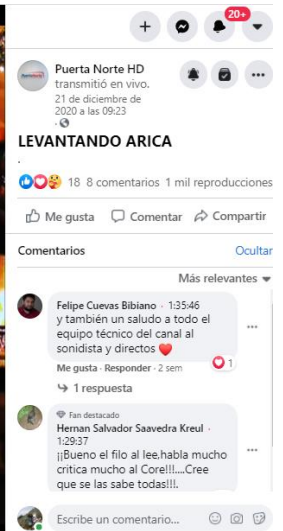 20+
Puerta Norte HD
transmitió en vivo.
21 de diciembre de
2020 a las 09:23
·
LEVANTANDO ARICA
.
18 8 comentarios 1 mil reproducciones
Me gusta Comentar Compartir
Comentarios Ocultar
Más relevantes
Felipe Cuevas Bibiano · 1:35:46
y también un saludo a todo el
equipo técnico del canal al
sonidista y directos ❤️
1
Me gusta · Responder · 2 sem
1 respuesta
Fan destacado
Hernan Salvador Saavedra Kreul ·
1:29:37
¡¡Bueno el filo al lee,habla mucho
critica mucho al Core!!!....Cree
que se las sabe todas!!!.
Escribe un comentario...